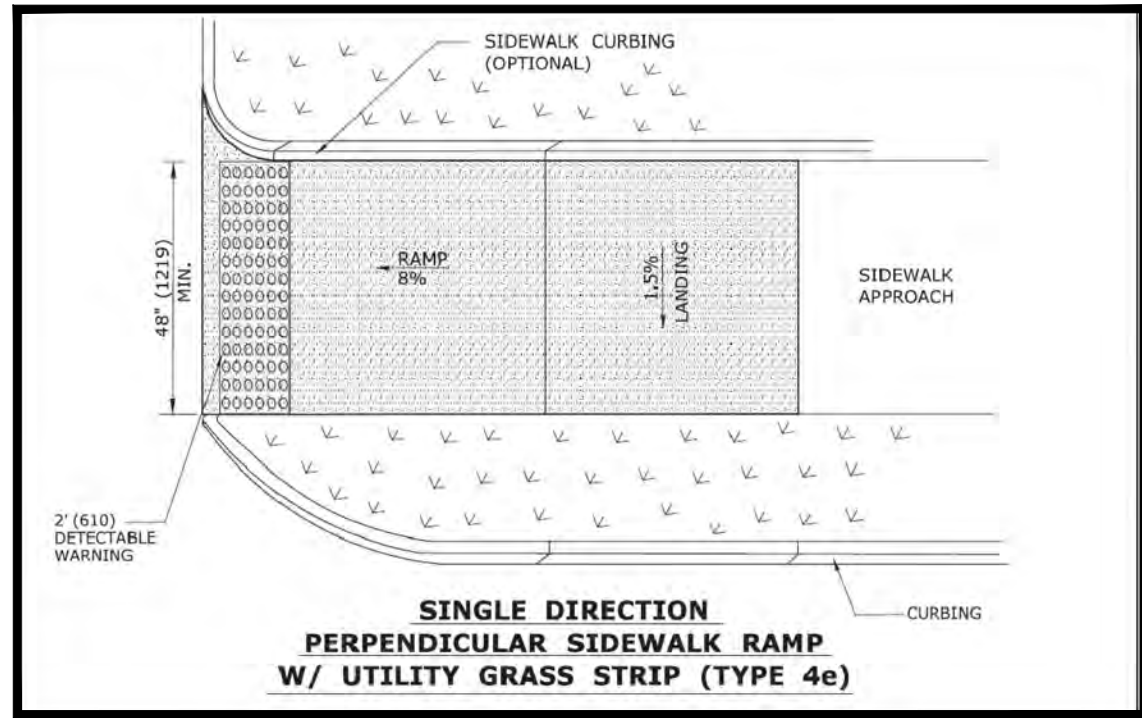 SIDEWALK CURBING
(OPTIONAL)
48" (1219)
MIN.
RAMP
8%
1.5%
LANDING
SIDEWALK
APPROACH
2' (610)
DETECTABLE
WARNING
CURBING
SINGLE DIRECTION
PERPENDICULAR SIDEWALK RAMP
W/ UTILITY GRASS STRIP (TYPE 4e)